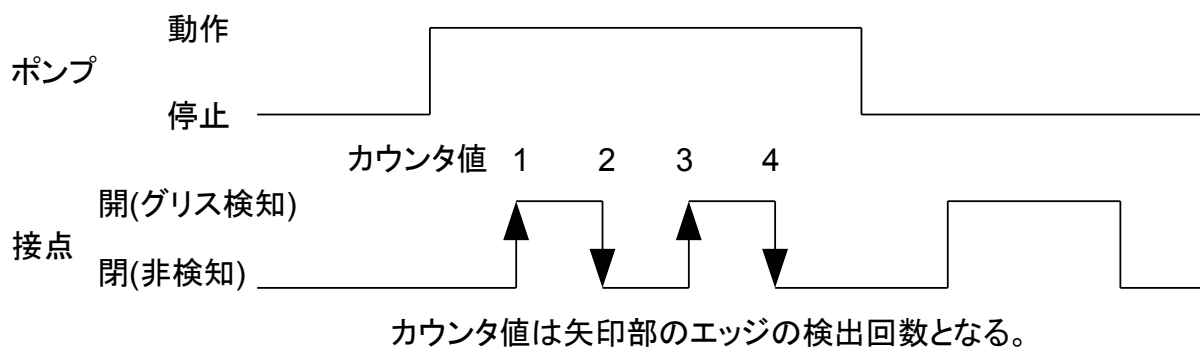 動作
ポンプ
停止
カウンタ値 1 2 3 4
開(グリス検知)
接点
閉(非検知)
カウンタ値は矢印部のエッジの検出回数となる。